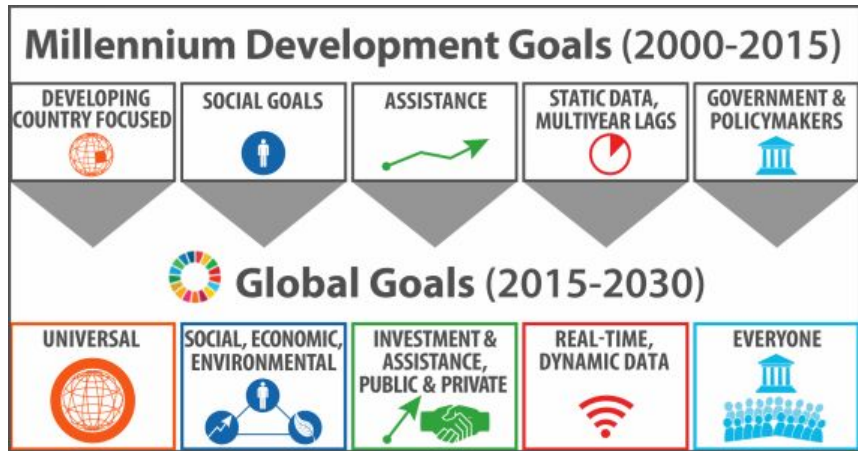 Millennium Development Goals (2000-2015)
DEVELOPING
COUNTRY FOCUSED
SOCIAL GOALS
ASSISTANCE
STATIC DATA,
MULTIYEAR LAGS
GOVERNMENT &
POLICYMAKERS
Global Goals (2015-2030)
UNIVERSAL
SOCIAL, ECONOMIC,
ENVIRONMENTAL
INVESTMENT &
ASSISTANCE,
PUBLIC & PRIVATE
REAL-TIME,
DYNAMIC DATA
EVERYONE